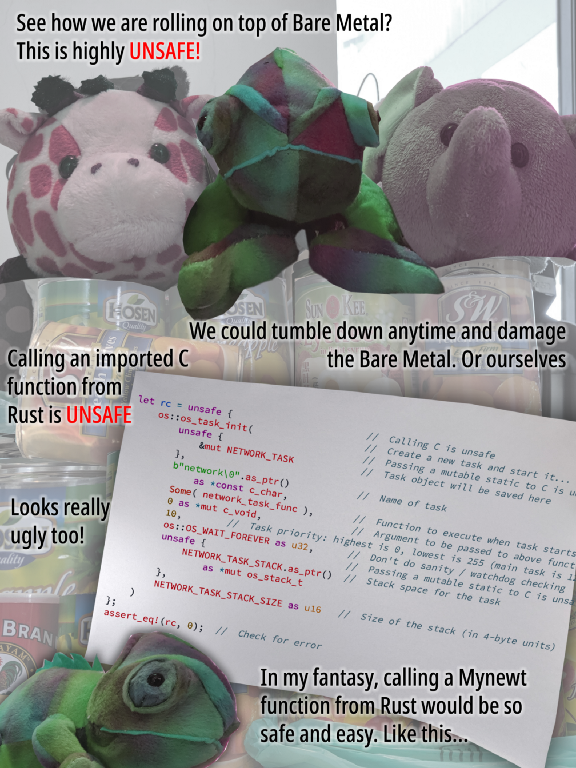 See how we are rolling on top of Bare Metal?
This is highly UNSAFE!
HOSEN
Quality
SUN KEE
S&W
We could tumble down anytime and damage
the Bare Metal. Or ourselves
Calling an imported C
function from
Rust is UNSAFE
Looks really
ugly too!
let rc = unsafe {
os::os_task_init(
unsafe {
&mut NETWORK_TASK
},
b"network\0".as_ptr()
as *const c_char,
Some( network_task_func ),
0 as *mut c_void,
10, // Task priority: highest is 0, lowest is 255 (main task is 1
os::OS_WAIT_FOREVER as u32,
unsafe {
NETWORK_TASK_STACK.as_ptr()
as *mut os_stack_t
},
NETWORK_TASK_STACK_SIZE as u16
)
};
assert_eq!(rc, 0); // Check for error
// Calling C is unsafe
// Create a new task and start it...
// Passing a mutable static to C is u
// Task object will be saved here
// Name of task
// Function to execute when task starts
// Argument to be passed to above funct
// Don't do sanity / watchdog checking
// Passing a mutable static to C is unsa
// Stack space for the task
// Size of the stack (in 4-byte units)
BRAN
In my fantasy, calling a Mynewt
function from Rust would be so
safe and easy. Like this...